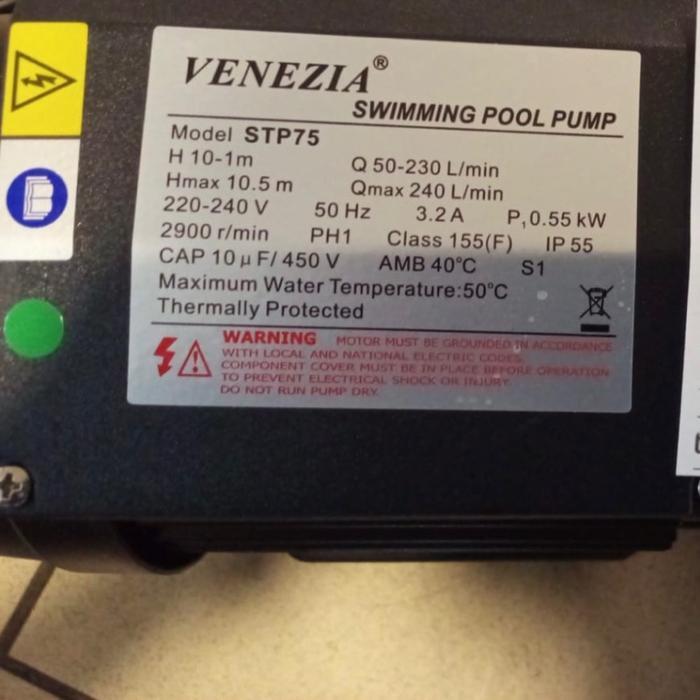 VENEZIA®
SWIMMING POOL PUMP
Model STP75
H 10-1m Q 50-230 L/min
Hmax 10.5 m Qmax 240 L/min
220-240 V 50 Hz 3.2 A P,0.55 kW
2900 r/min PH1 Class 155(F) IP 55
CAP 10 µF/ 450 V AMB 40°C S1
Maximum Water Temperature:50°C
Thermally Protected
WARNING MOTOR MUST BE GROUNDED IN ACCORDANCE
WITH LOCAL AND NATIONAL ELECTRIC CODES.
COMPONENT COVER MUST BE IN PLACE BEFORE OPERATION
TO PREVENT ELECTRICAL SHOCK OR INJURY.
DO NOT RUN PUMP DRY.